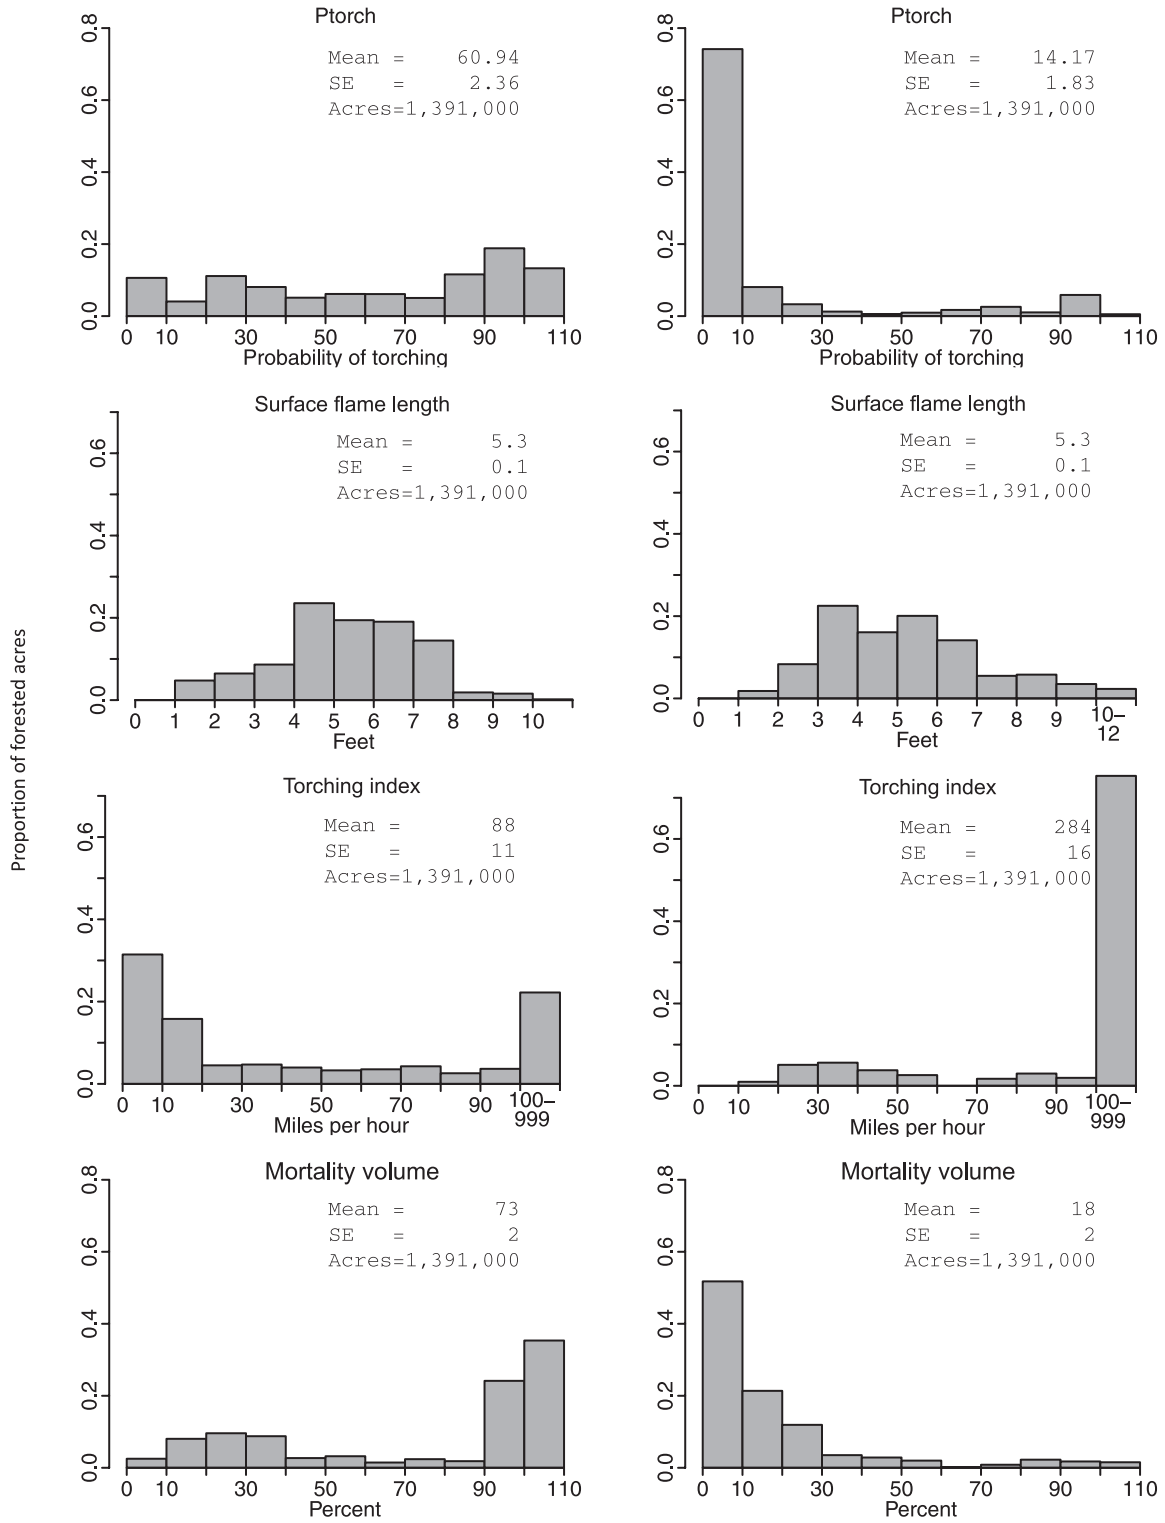 Proportion of forested acres
Ptorch
Mean = 60.94
SE 2.36
Acres=1,391,000
0.8
0.6
0.4
0.2
0.0
0 10 30 50 70 90 110
Probability of torching
Ptorch
Mean = 14.17
SE = 1.83
Acres=1,391,000
0.8
0.6
0.4
0.2
0.0
0 10 30 50 70 90 110
Probability of torching
Surface flame length
Mean = 5.3
SE = 0.1
Acres=1,391,000
0.6
0.4
0.2
0.0
0 1 2 3 4 5 6 7 8 9 10
Feet
Surface flame length
Mean = 5.3
SE = 0.1
Acres=1,391,000
0.6
0.4
0.2
0.0
0 1 2 3 4 5 6 7 8 9 10–
12
Feet
Torching index
Mean = 88
SE = 11
Acres=1,391,000
0.6
0.4
0.2
0.0
0 10 30 50 70 90 100–
999
Miles per hour
Torching index
Mean = 284
SE = 16
Acres=1,391,000
0.6
0.4
0.2
0.0
0 10 30 50 70 90 100–
999
Miles per hour
Mortality volume
Mean = 73
SE = 2
Acres=1,391,000
0.8
0.6
0.4
0.2
0.0
0 10 30 50 70 90 110
Percent
Mortality volume
Mean = 18
SE = 2
Acres=1,391,000
0.8
0.6
0.4
0.2
0.0
0 10 30 50 70 90 110
Percent